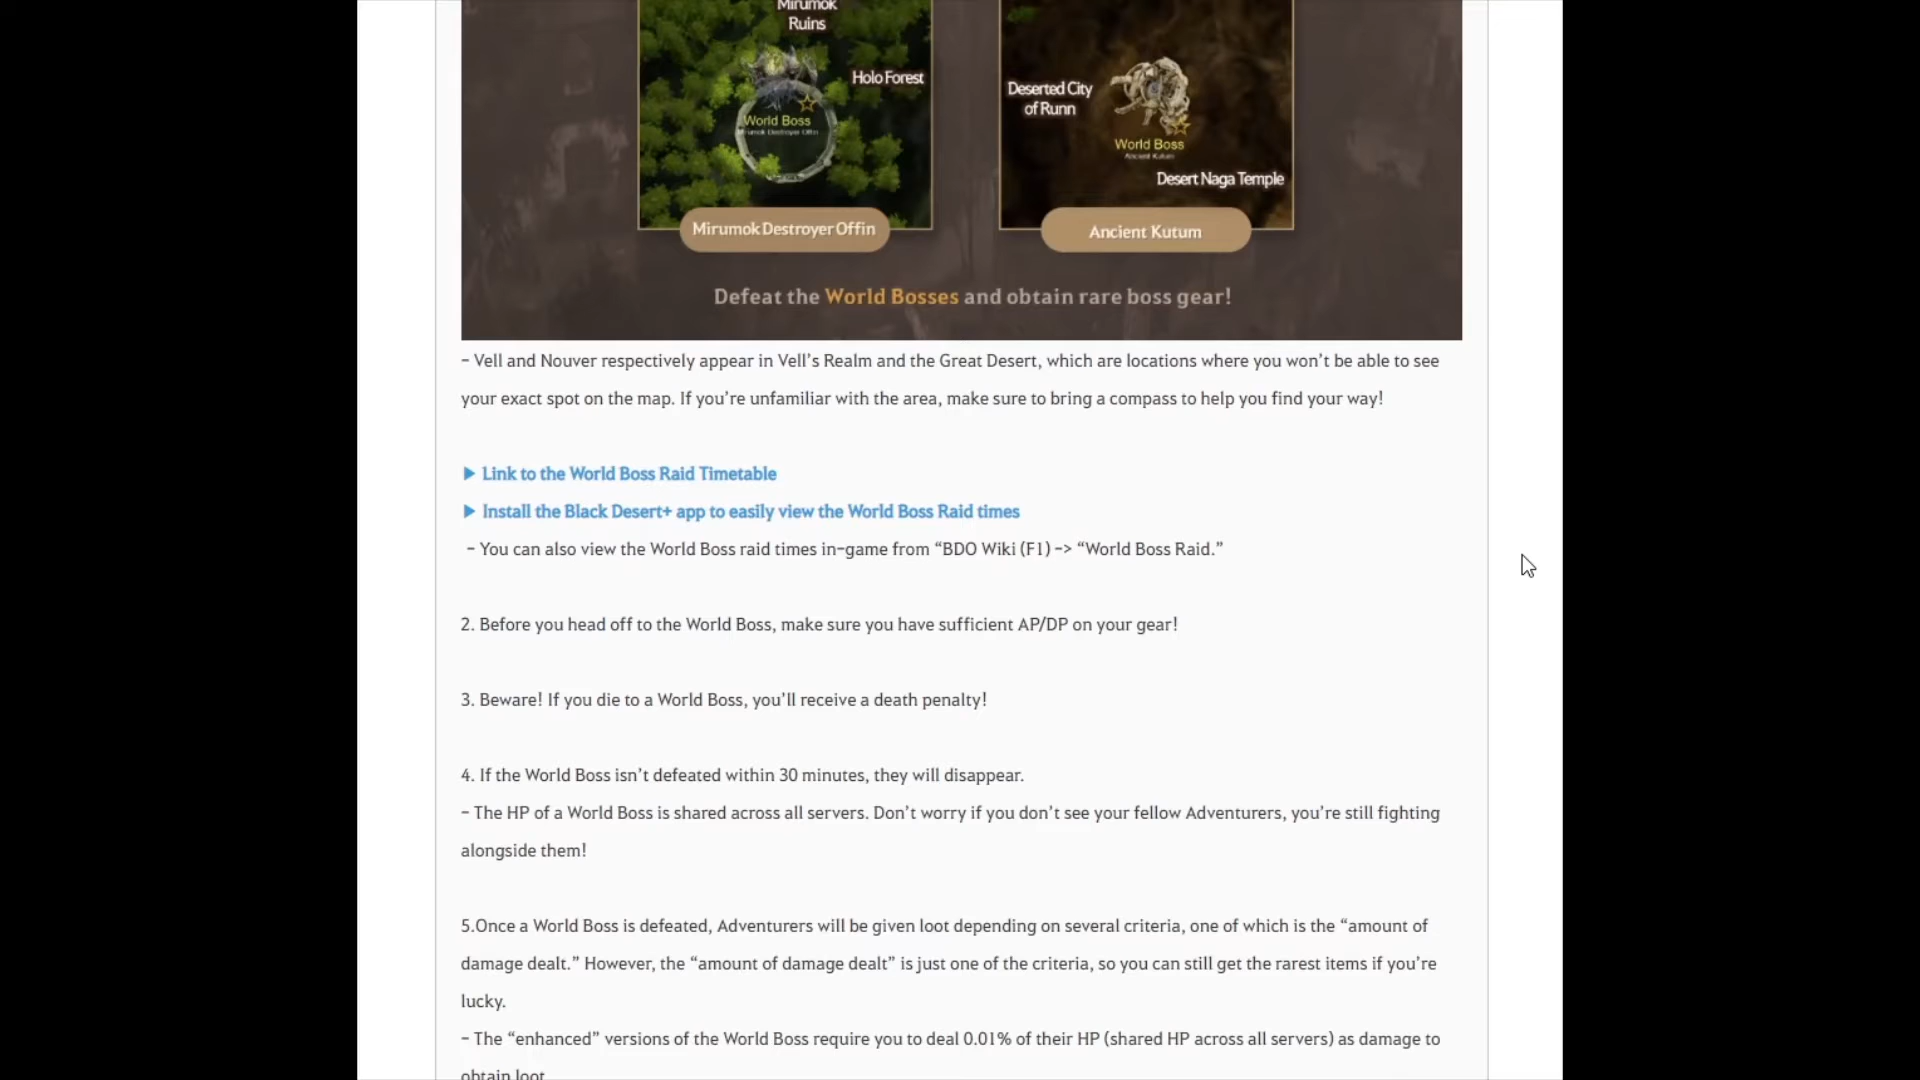 Mirumok
Ruins
Holo Forest
World Boss
Mirumok Destroyer Offin
Mirumok Destroyer Offin
Deserted City
of Runn
World Boss
Ancient Kutum
Desert Naga Temple
Ancient Kutum
Defeat the World Bosses and obtain rare boss gear!
– Vell and Nouver respectively appear in Vell’s Realm and the Great Desert, which are locations where you won’t be able to see
your exact spot on the map. If you’re unfamiliar with the area, make sure to bring a compass to help you find your way!
▶ Link to the World Boss Raid Timetable
▶ Install the Black Desert+ app to easily view the World Boss Raid times
– You can also view the World Boss raid times in-game from “BDO Wiki (F1) -> “World Boss Raid.”
2. Before you head off to the World Boss, make sure you have sufficient AP/DP on your gear!
3. Beware! If you die to a World Boss, you’ll receive a death penalty!
4. If the World Boss isn’t defeated within 30 minutes, they will disappear.
– The HP of a World Boss is shared across all servers. Don’t worry if you don’t see your fellow Adventurers, you’re still fighting
alongside them!
5.Once a World Boss is defeated, Adventurers will be given loot depending on several criteria, one of which is the “amount of
damage dealt.” However, the “amount of damage dealt” is just one of the criteria, so you can still get the rarest items if you’re
lucky.
– The “enhanced” versions of the World Boss require you to deal 0.01% of their HP (shared HP across all servers) as damage to
obtain loot.